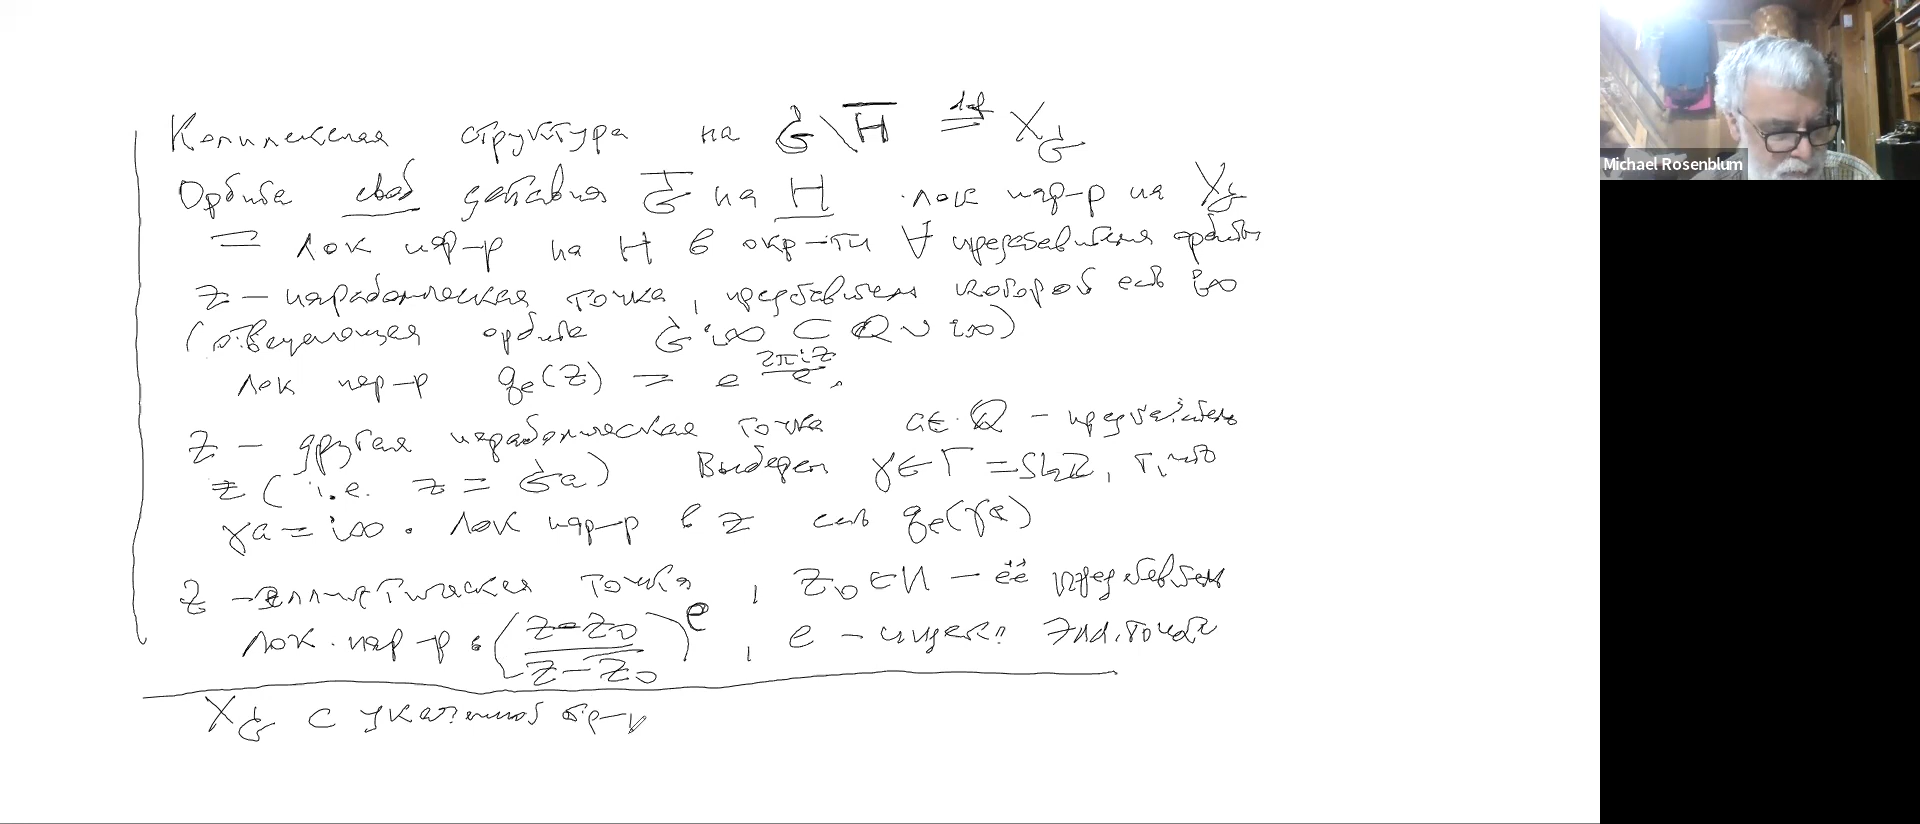 Комплексная структура на G\H̅ ≝ X_G
Орбита своб действия G̅ на H . лок пар-р на X_G
= лок пар-р на H в окр-ти ∀ представителя орбиты
z – параболическая точка, представителем которой есть i∞
(отвечающая орбите G i∞ ⊂ Q ∪ i∞)
лок пар-р q_e(z) = e^{2πiz/e}.
z – другая параболическая точка a ∈ Q – представитель
z (i.e. z = Ga) Выберем γ ∈ Γ = SL₂Z, т.что
γa = i∞. Лок пар-р в z есть q_e(γa)
z – эллиптическая точка, z₀ ∈ H – её представитель
лок. пар-р : ((z–z₀)/(z–z̅₀))^e, e – индекс элл.точки
X_G с указанной стр-й
Michael Rosenblum